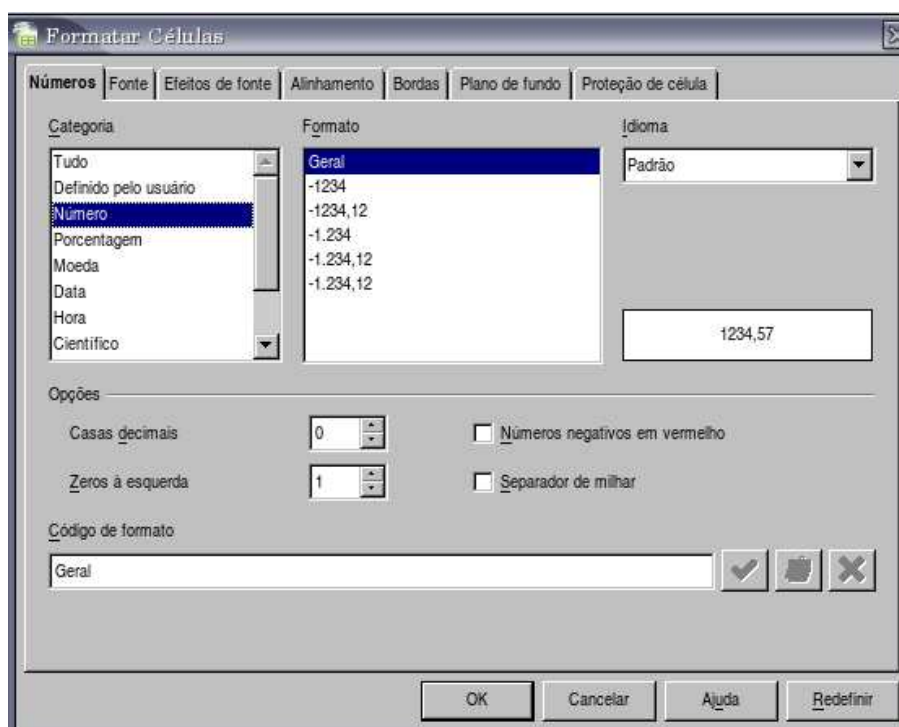 Formatar Células
Números Fonte Efeitos de fonte Alinhamento Bordas Plano de fundo Proteção de célula
Categoria
Tudo
Definido pelo usuário
Número
Porcentagem
Moeda
Data
Hora
Científico
Formato
Geral
-1234
-1234,12
-1.234
-1.234,12
-1.234,12
Idioma
Padrão
1234,57
Opções
Casas decimais 0
Números negativos em vermelho
Zeros à esquerda 1
Separador de milhar
Código de formato
Geral
OK Cancelar Ajuda Redefinir